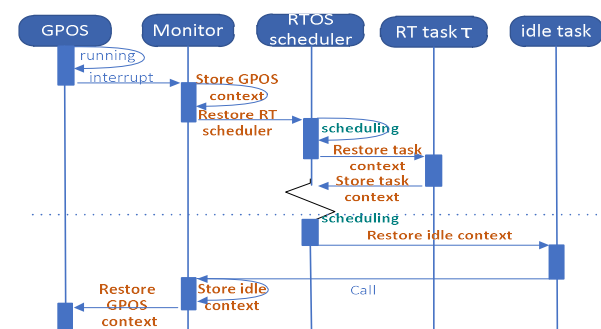 GPOS
Monitor
RTOS
scheduler
RT task τ
idle task
running
interrupt
Store GPOS
context
Restore RT
scheduler
scheduling
Restore task
context
Store task
context
scheduling
Restore idle context
Call
Store idle
context
Restore
GPOS
context